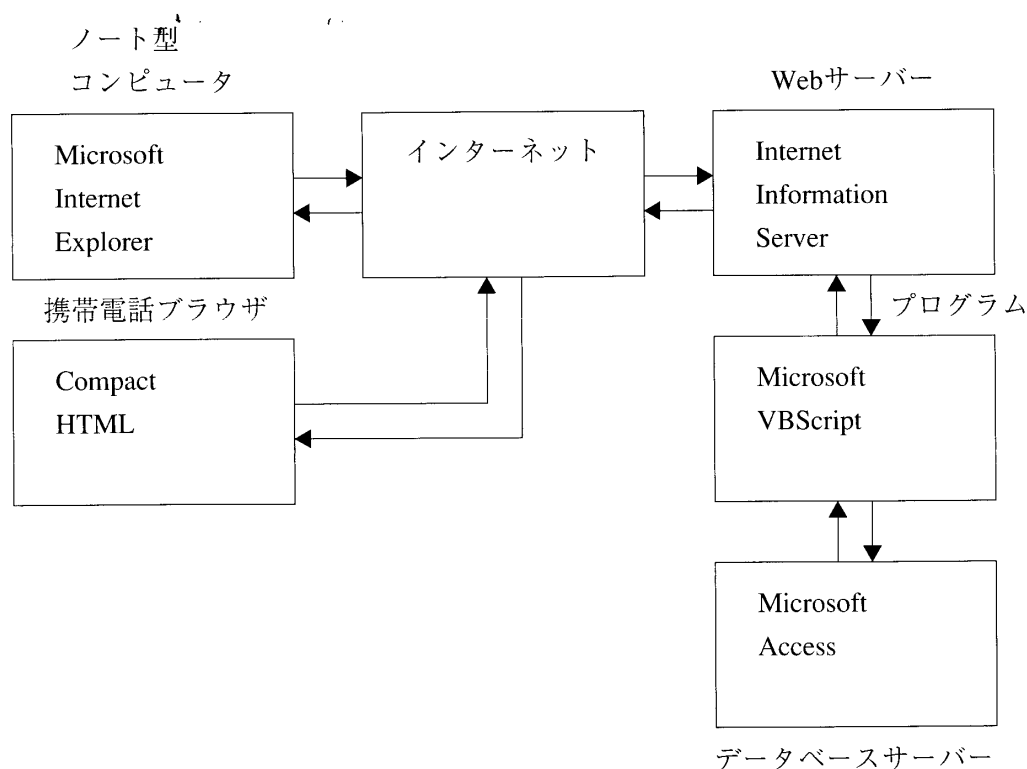 ノート型
コンピュータ
Microsoft
Internet
Explorer
インターネット
Webサーバー
Internet
Information
Server
携帯電話ブラウザ
Compact
HTML
プログラム
Microsoft
VBScript
Microsoft
Access
データベースサーバー